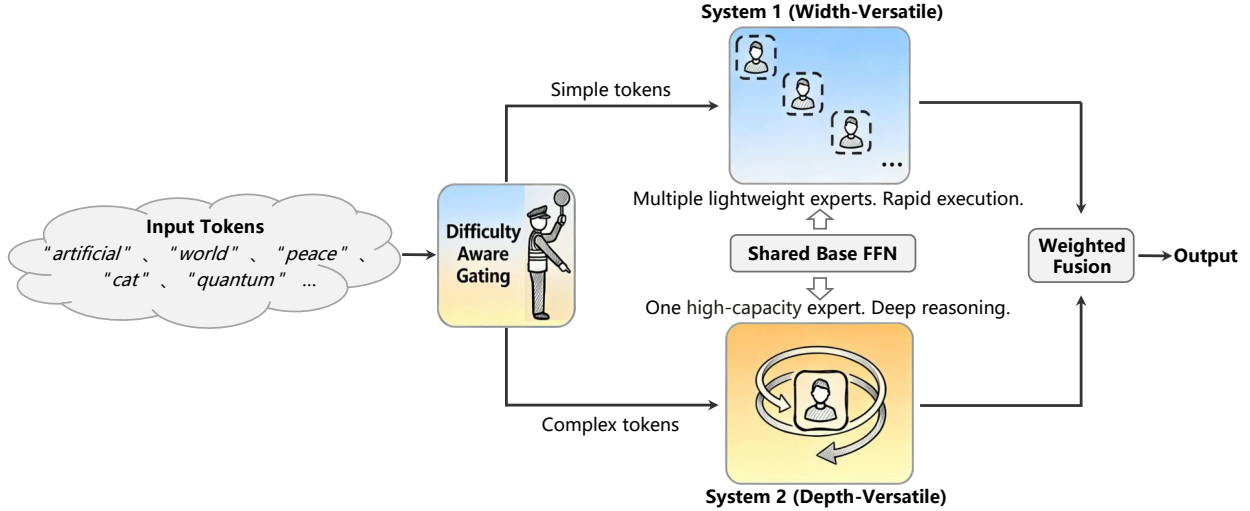 System 1 (Width-Versatile)
Simple tokens
...
Multiple lightweight experts. Rapid execution.
Input Tokens
"artificial" 、 "world" 、 "peace" 、
"cat" 、 "quantum" ...
Difficulty
Aware
Gating
Shared Base FFN
Weighted
Fusion
Output
One high-capacity expert. Deep reasoning.
Complex tokens
System 2 (Depth-Versatile)